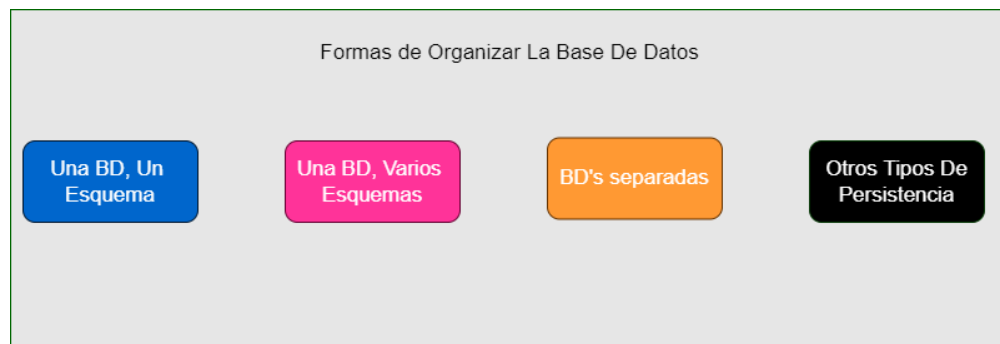 Formas de Organizar La Base De Datos
Una BD, Un
Esquema
Una BD, Varios
Esquemas
BD's separadas
Otros Tipos De
Persistencia